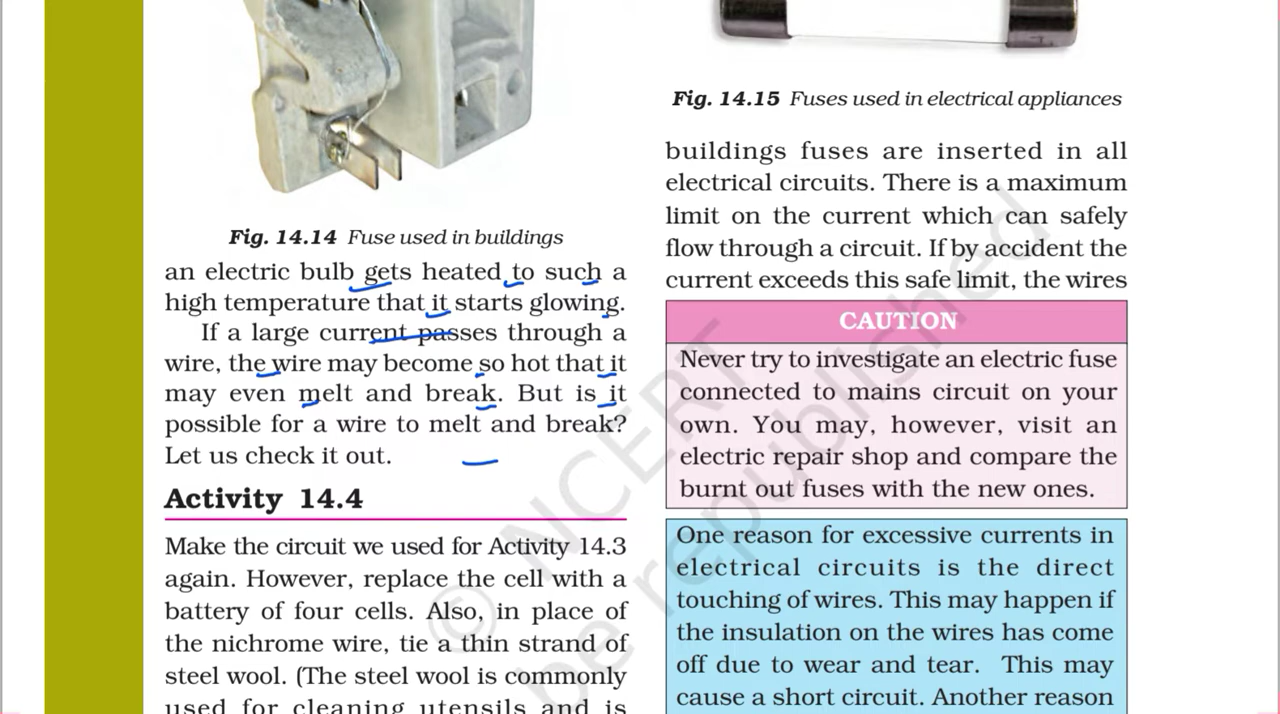 Fig. 14.14 Fuse used in buildings
an electric bulb gets heated to such a
high temperature that it starts glowing.
If a large current passes through a
wire, the wire may become so hot that it
may even melt and break. But is it
possible for a wire to melt and break?
Let us check it out.
Activity 14.4
Make the circuit we used for Activity 14.3
again. However, replace the cell with a
battery of four cells. Also, in place of
the nichrome wire, tie a thin strand of
steel wool. (The steel wool is commonly
used for cleaning utensils and is
Fig. 14.15 Fuses used in electrical appliances
buildings fuses are inserted in all
electrical circuits. There is a maximum
limit on the current which can safely
flow through a circuit. If by accident the
current exceeds this safe limit, the wires
CAUTION
Never try to investigate an electric fuse
connected to mains circuit on your
own. You may, however, visit an
electric repair shop and compare the
burnt out fuses with the new ones.
One reason for excessive currents in
electrical circuits is the direct
touching of wires. This may happen if
the insulation on the wires has come
off due to wear and tear. This may
cause a short circuit. Another reason
© NCERT
be republished